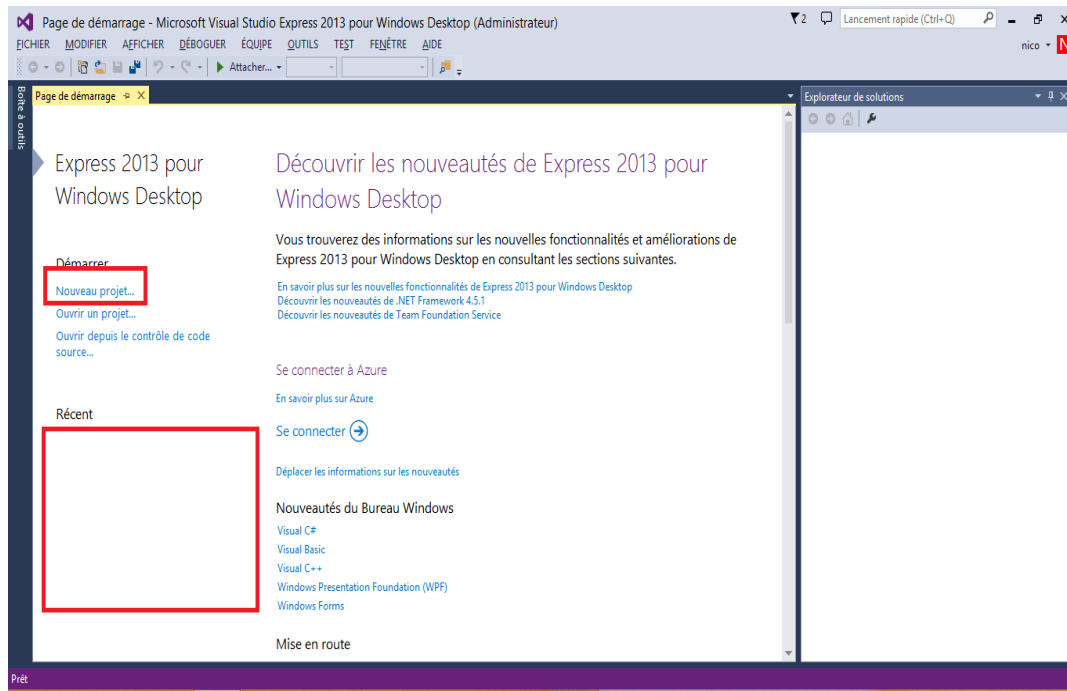 Page de démarrage - Microsoft Visual Studio Express 2013 pour Windows Desktop (Administrateur)
2
Lancement rapide (Ctrl+Q)
FICHIER MODIFIER AFFICHER DÉBOGUER ÉQUIPE OUTILS TEST FENÊTRE AIDE
nico
N
Attacher...
Boîte à outils
Page de démarrage
Explorateur de solutions
Express 2013 pour
Windows Desktop
Démarrer
Nouveau projet...
Ouvrir un projet...
Ouvrir depuis le contrôle de code
source...
Récent
Découvrir les nouveautés de Express 2013 pour
Windows Desktop
Vous trouverez des informations sur les nouvelles fonctionnalités et améliorations de
Express 2013 pour Windows Desktop en consultant les sections suivantes.
En savoir plus sur les nouvelles fonctionnalités de Express 2013 pour Windows Desktop
Découvrir les nouveautés de .NET Framework 4.5.1
Découvrir les nouveautés de Team Foundation Service
Se connecter à Azure
En savoir plus sur Azure
Se connecter
Déplacer les informations sur les nouveautés
Nouveautés du Bureau Windows
Visual C#
Visual Basic
Visual C++
Windows Presentation Foundation (WPF)
Windows Forms
Mise en route
Prêt